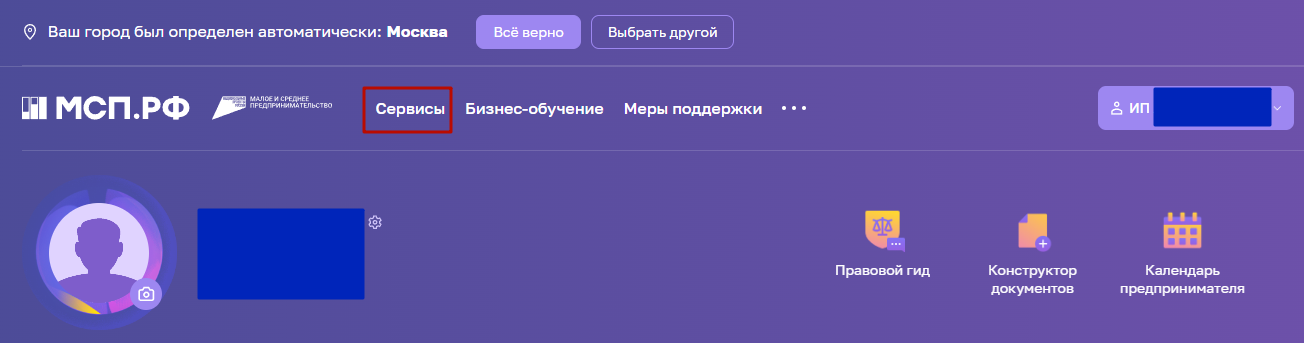 Ваш город был определен автоматически: Москва
Всё верно
Выбрать другой
МСП.РФ
МАЛОЕ И СРЕДНЕЕ
ПРЕДПРИНИМАТЕЛЬСТВО
Сервисы
Бизнес-обучение
Меры поддержки
ИП
Правовой гид
Конструктор
документов
Календарь
предпринимателя